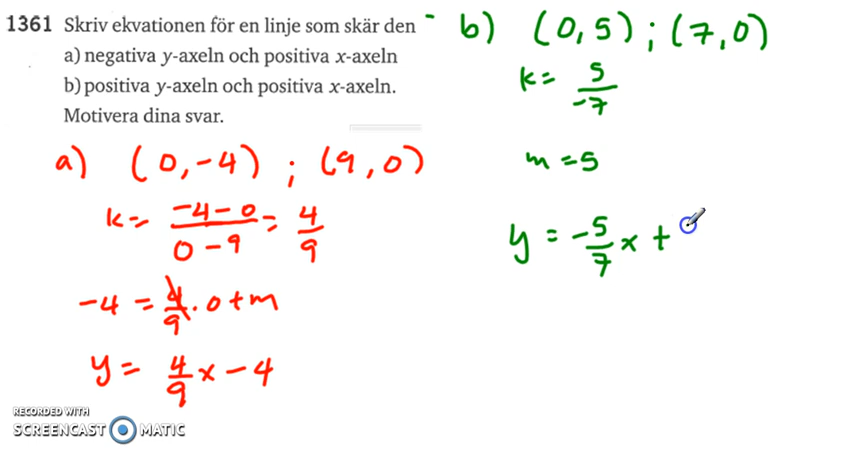 1361 Skriv ekvationen för en linje som skär den
a) negativa y-axeln och positiva x-axeln
b) positiva y-axeln och positiva x-axeln.
Motivera dina svar.
a) (0, -4) ; (9, 0)
k = (-4 - 0)/(0 - 9) = 4/9
-4 = 4/9 · 0 + m
y = 4/9 x - 4
b) (0, 5) ; (7, 0)
k = 5/-7
m = 5
y = -5/7 x +
RECORDED WITH
SCREENCAST MATIC